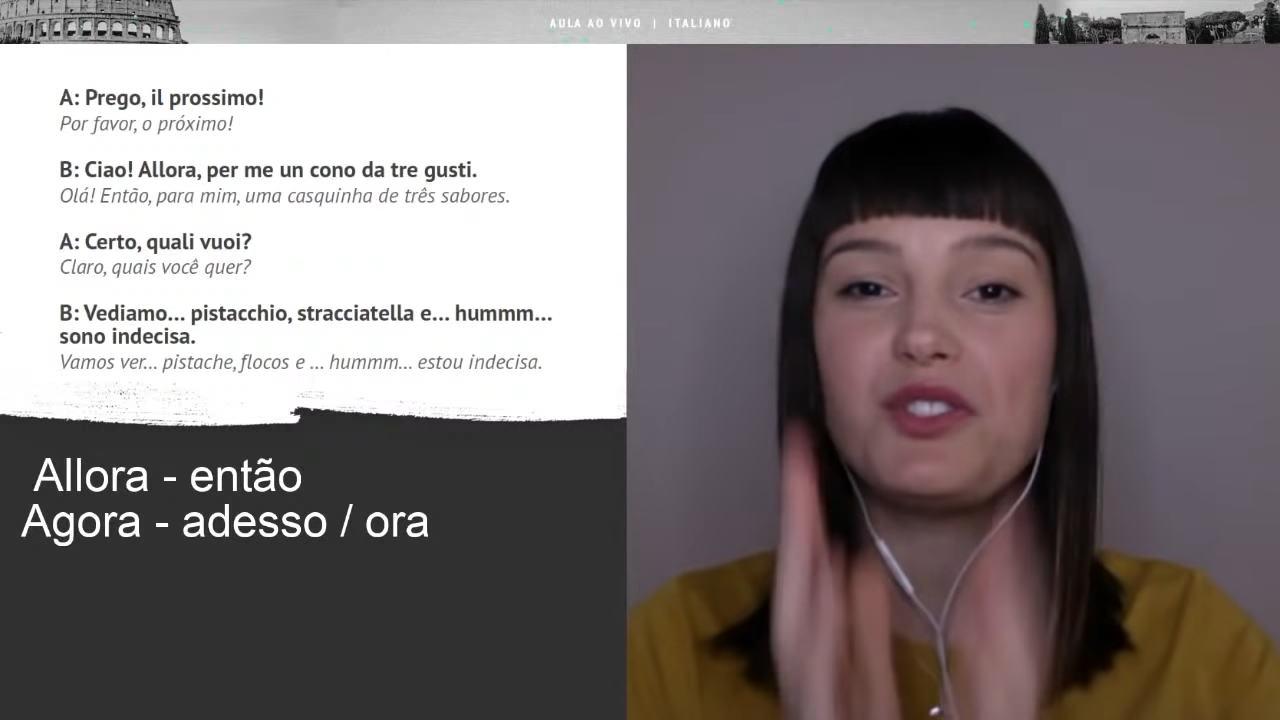 AULA AO VIVO | ITALIANO
A: Prego, il prossimo!
Por favor, o próximo!
B: Ciao! Allora, per me un cono da tre gusti.
Olá! Então, para mim, uma casquinha de três sabores.
A: Certo, quali vuoi?
Claro, quais você quer?
B: Vediamo... pistacchio, stracciatella e... hummm...
sono indecisa.
Vamos ver... pistache, flocos e ... hummm... estou indecisa.
Allora - então
Agora - adesso / ora